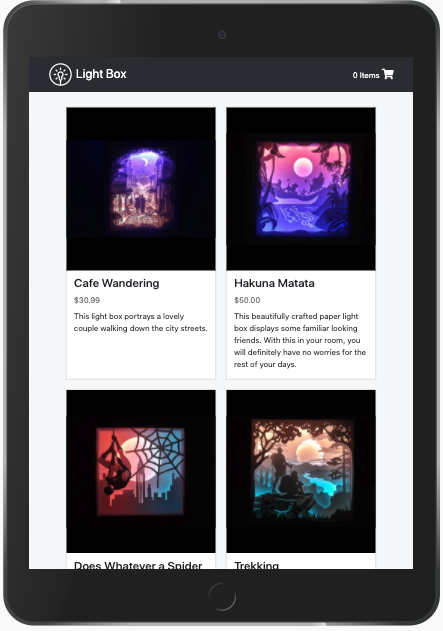 Light Box
0 Items
Cafe Wandering
$30.99
This light box portrays a lovely
couple walking down the city streets.
Hakuna Matata
$50.00
This beautifully crafted paper light
box displays some familiar looking
friends. With this in your room, you
will definitely have no worries for the
rest of your days.
Does Whatever a Spider
Trekking